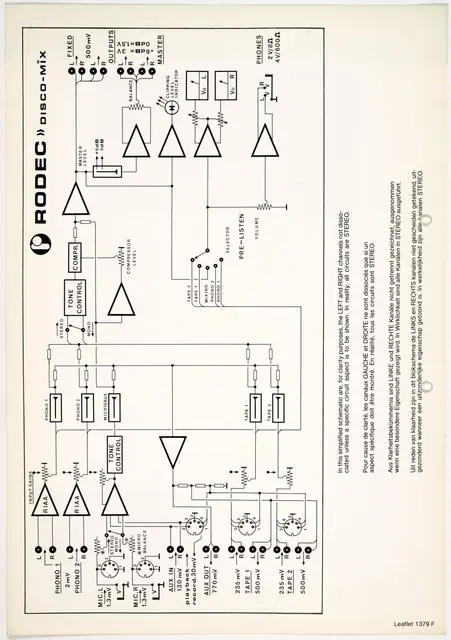 RODEC» DISCO-MIX
FIXED
L
R
L
R
500mV
OUTPUTS
L
R
L
R
MASTER
BALANCE
CLIPPING
LEVEL
INDICATOR
VU L
VU R
PHONES
2V/8Ω
4V/600Ω
L
R
MASTER
LEVEL
+6dB
0dB
PRE-LISTEN
VOLUME
SELECTOR
TAPE 2
TAPE 1
MIXING
PHONO 2
PHONO 1
COMPR.
COMPRESSOR
LEVEL
TONE
CONTROL
STEREO
MONO
PHONO 1
PHONO 2
MICROBUS
TAPE 1
TAPE 2
INPUT GAINS
RIAA
RIAA
TONE
CONTROL
STEREO
MONO
MICRO
BALANCE
L
R
PHONO 1
2mV
L
R
PHONO 2
MIC.L
1,3mV
MIC.R
1,3mV
L
R
AUX IN
130mV
playback
record.30mV
L
R
AUX OUT
770mV
L
R
L
R
235mV
TAPE 1
500mV
L
R
L
R
235mV
TAPE 2
500mV
In this simplified schematic are, for clarity purposes, the LEFT and RIGHT channels not disso-
ciated unless a specific circuit aspect is to be shown. In reality, all circuits are STEREO.
Pour cause de clarté, les canaux GAUCHE et DROITE ne sont dissociés que si un
aspect spécifique doit être montré. En réalité, tous les circuits sont STEREO.
Aus Klarheitsbekümmernis sind LINKE und RECHTE Kanäle nicht getrennt gezeichnet, ausgenommen
wenn eine besondere Eigenschaft gezeigt wird. In Wirklichkeit sind alle Kanälen in STEREO ausgeführt.
Uit reden van klaarheid zijn in dit blokschema de LINKS en RECHTS kanalen niet gescheiden getekend, uit-
gezonderd wanneer een uitzonderlijke eigenschap getoond is. In werkelijkheid zijn alle kanalen STEREO.
Leaflet 1379 F